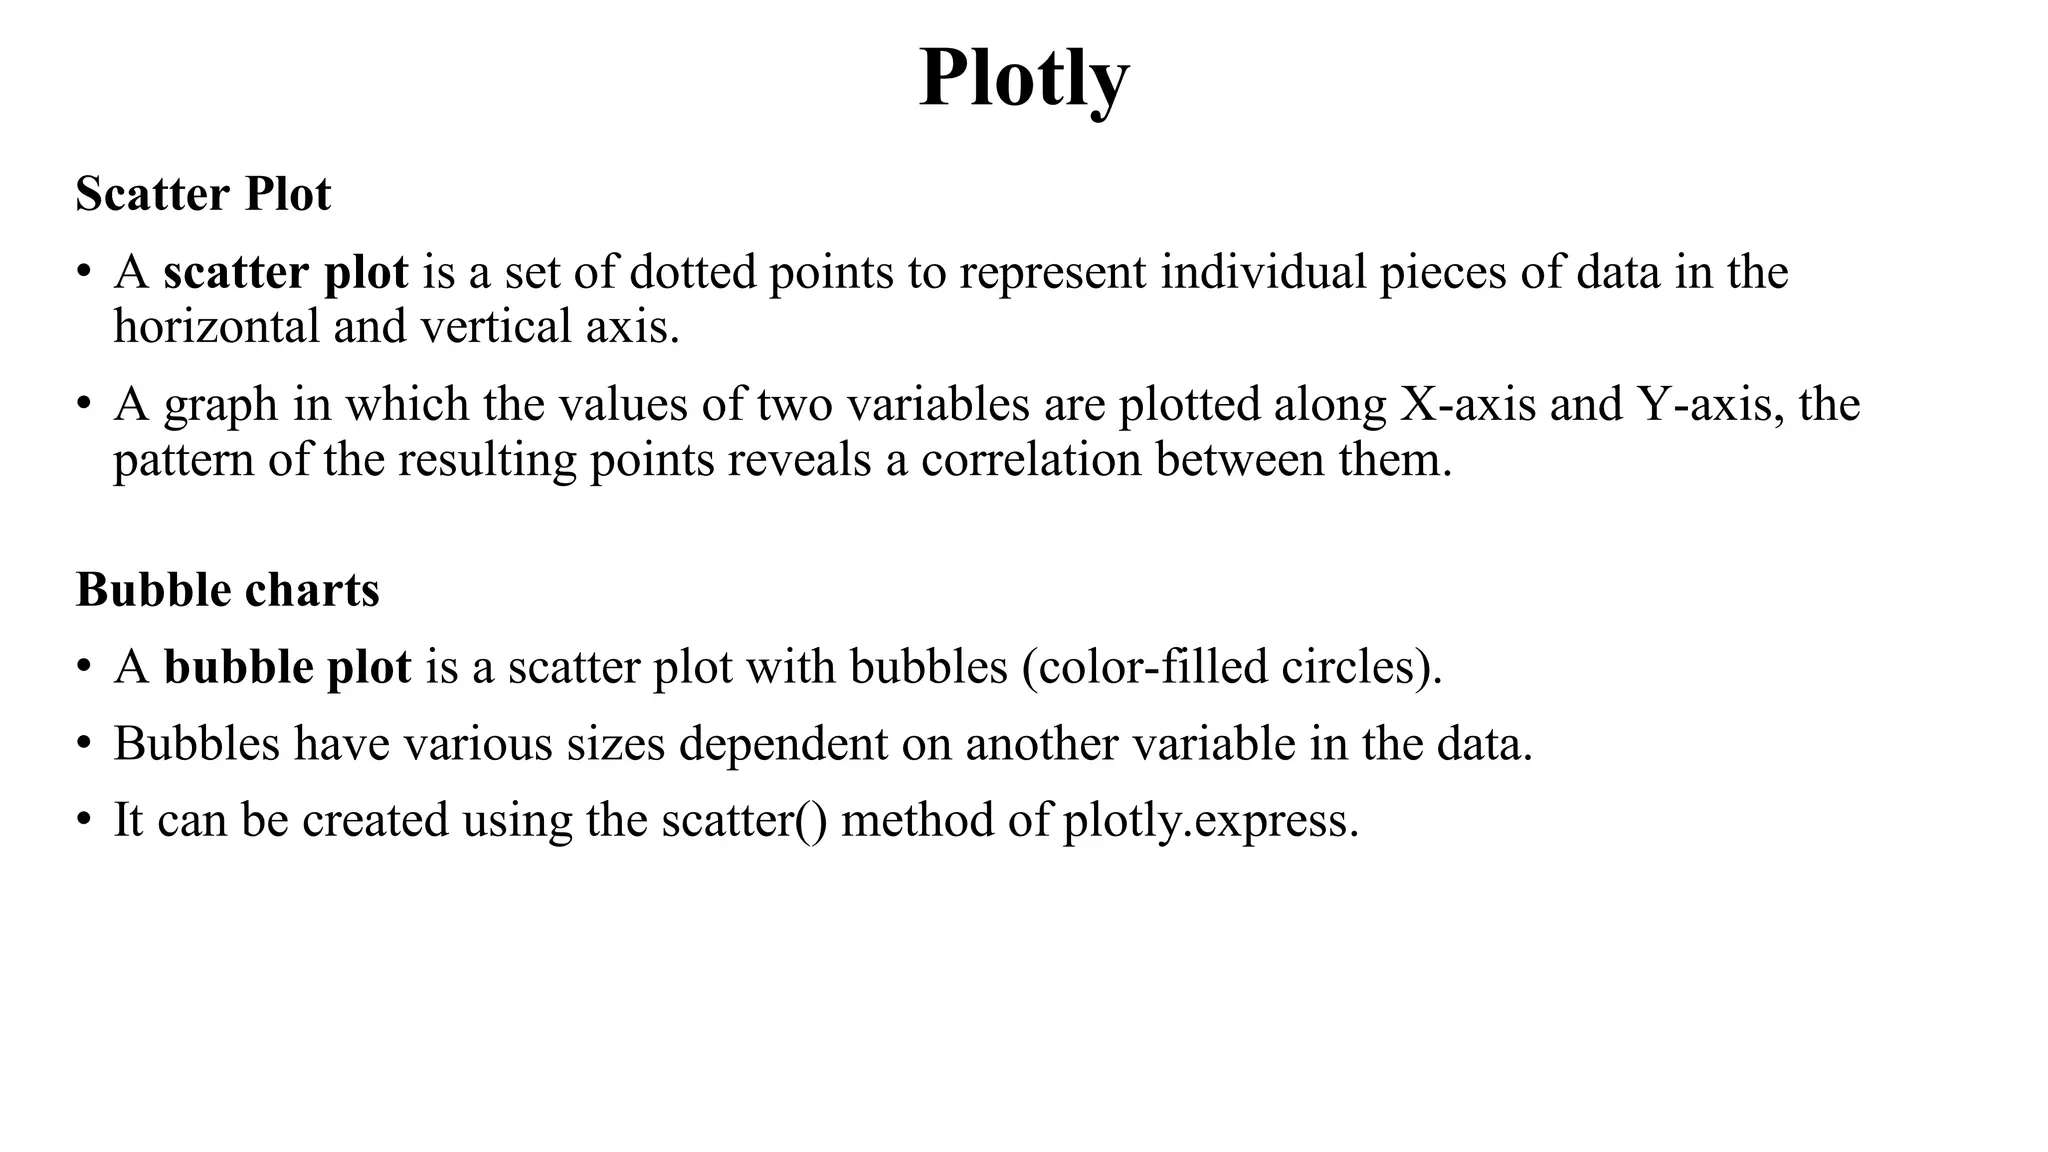 Plotly
Scatter Plot
• A scatter plot is a set of dotted points to represent individual pieces of data in the
horizontal and vertical axis.
• A graph in which the values of two variables are plotted along X-axis and Y-axis, the
pattern of the resulting points reveals a correlation between them.
Bubble charts
• A bubble plot is a scatter plot with bubbles (color-filled circles).
• Bubbles have various sizes dependent on another variable in the data.
• It can be created using the scatter() method of plotly.express.